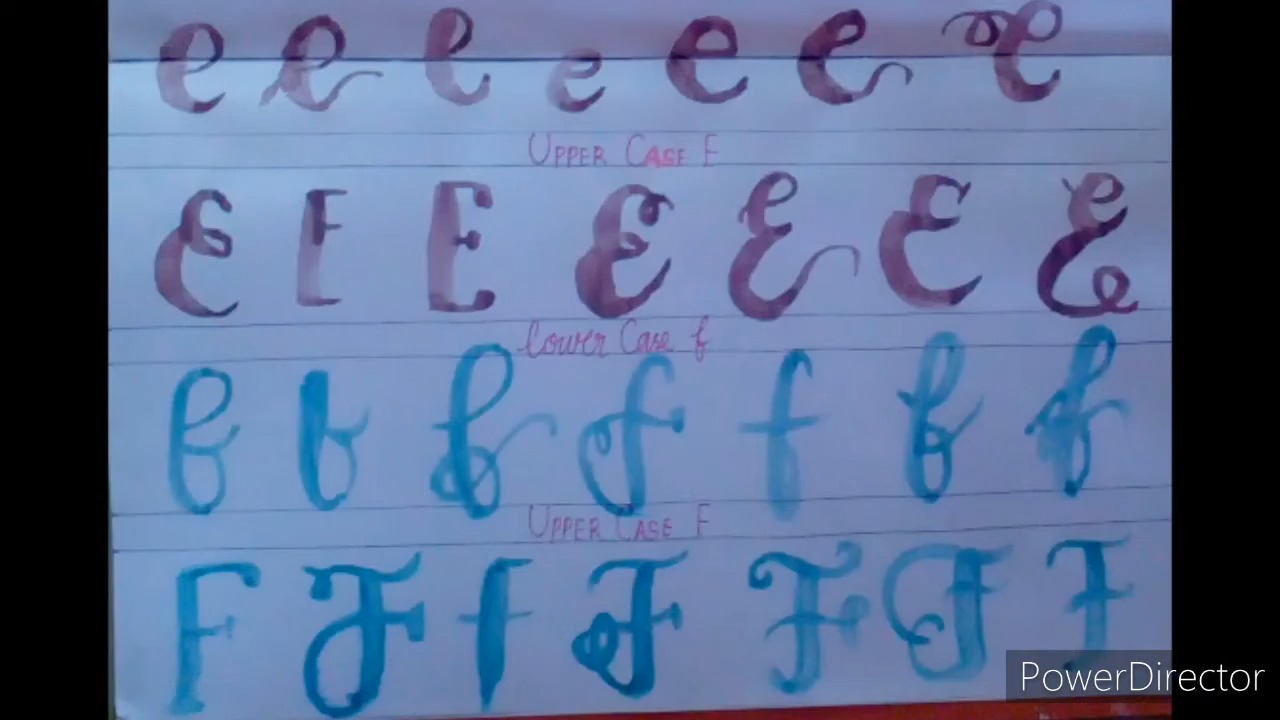 e e e e e e e
UPPER CASE E
E E E E E E E
lower Case f
f f f f f f f
UPPER CASE F
F F F F F F F
PowerDirector